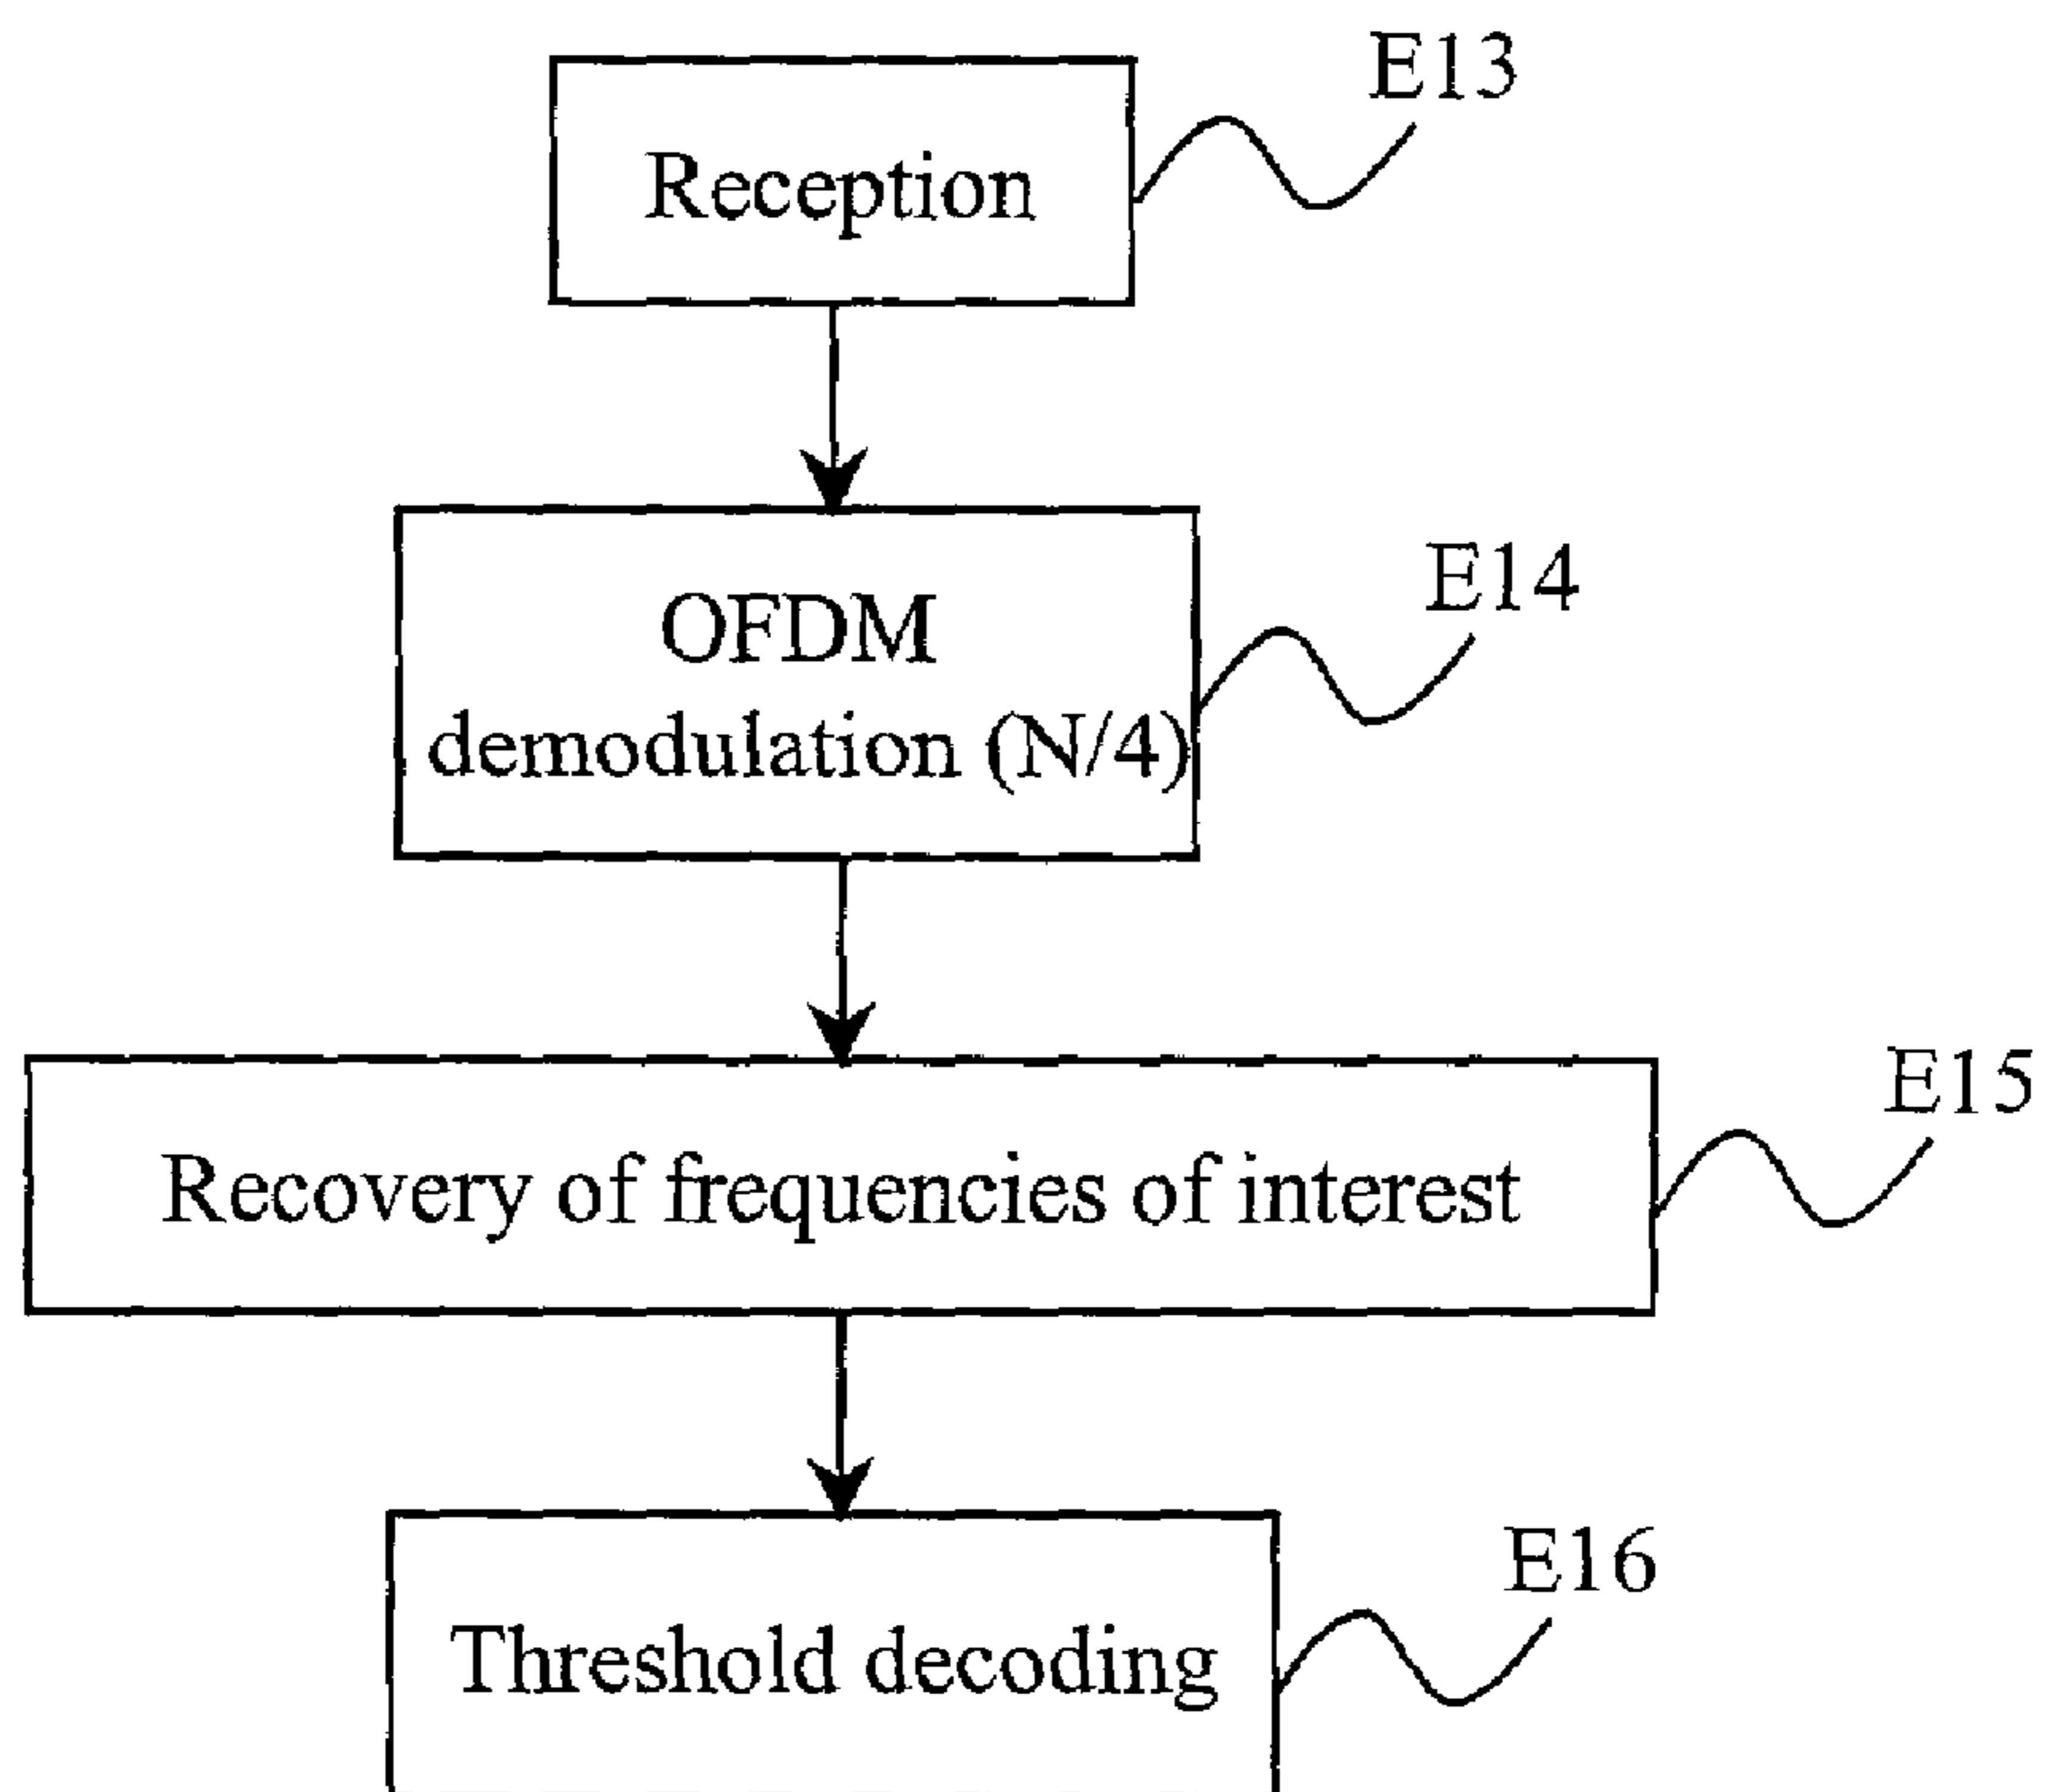 E13
Reception
E14
OFDM
demodulation (N/4)
E15
Recovery of frequencies of interest
E16
Threshold decoding